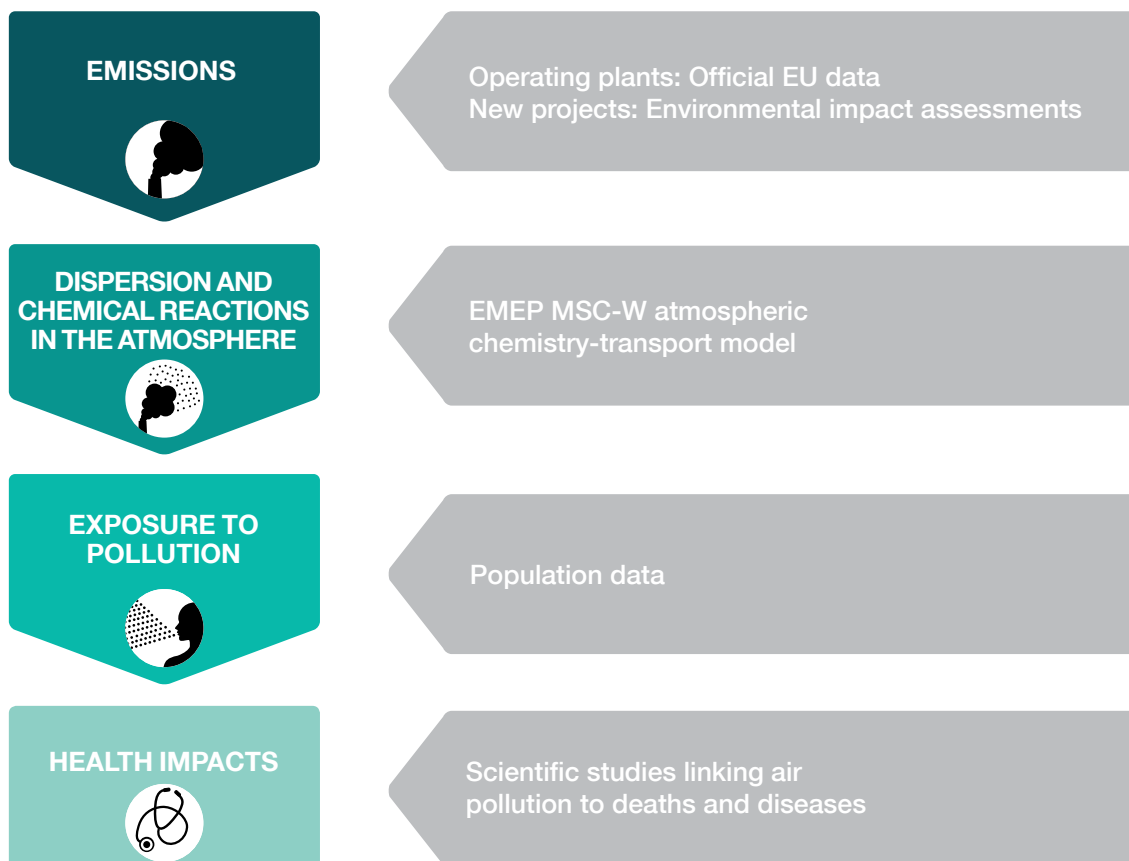 EMISSIONS
Operating plants: Official EU data
New projects: Environmental impact assessments
DISPERSION AND
CHEMICAL REACTIONS
IN THE ATMOSPHERE
EMEP MSC-W atmospheric
chemistry-transport model
EXPOSURE TO
POLLUTION
Population data
HEALTH IMPACTS
Scientific studies linking air
pollution to deaths and diseases